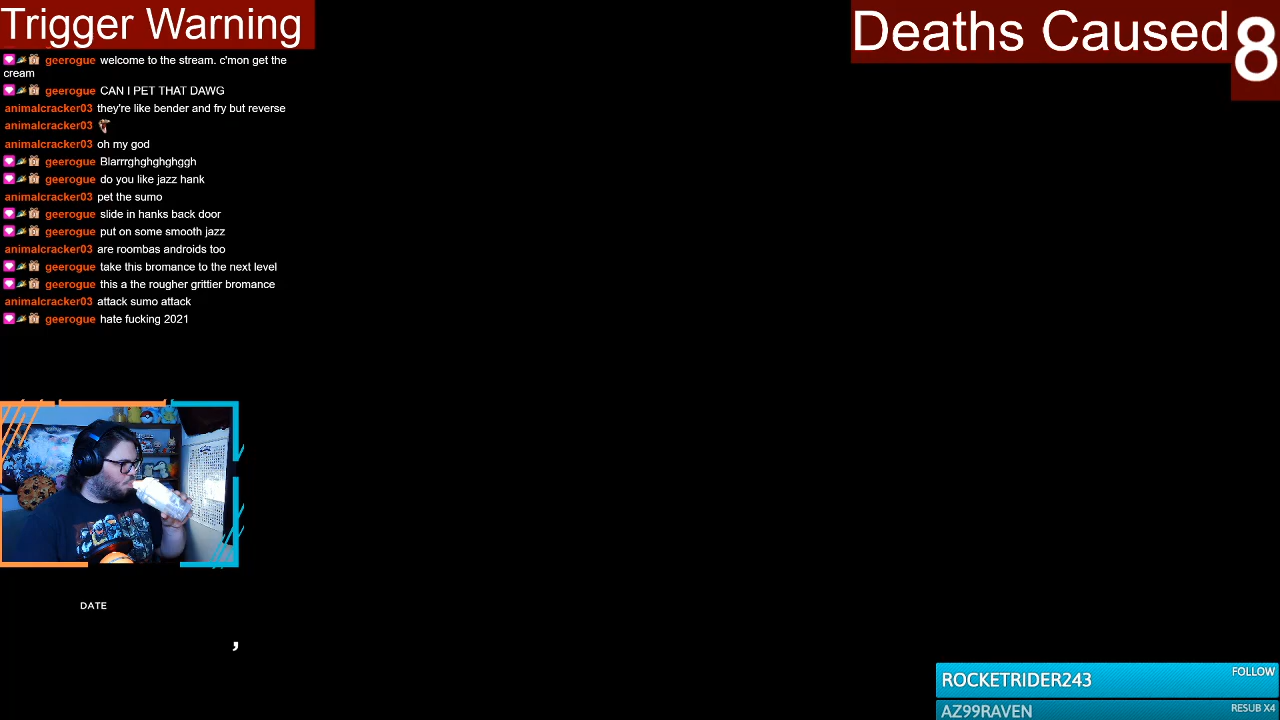 Trigger Warning
Deaths Caused
8
geerogue welcome to the stream. c'mon get the
cream
geerogue CAN I PET THAT DAWG
animalcracker03 they're like bender and fry but reverse
animalcracker03
animalcracker03 oh my god
geerogue Blarrrghghghghggh
geerogue do you like jazz hank
animalcracker03 pet the sumo
geerogue slide in hanks back door
geerogue put on some smooth jazz
animalcracker03 are roombas androids too
geerogue take this bromance to the next level
geerogue this a the rougher grittier bromance
animalcracker03 attack sumo attack
geerogue hate fucking 2021
DATE
,
ROCKETRIDER243 FOLLOW
AZ99RAVEN RESUB X4